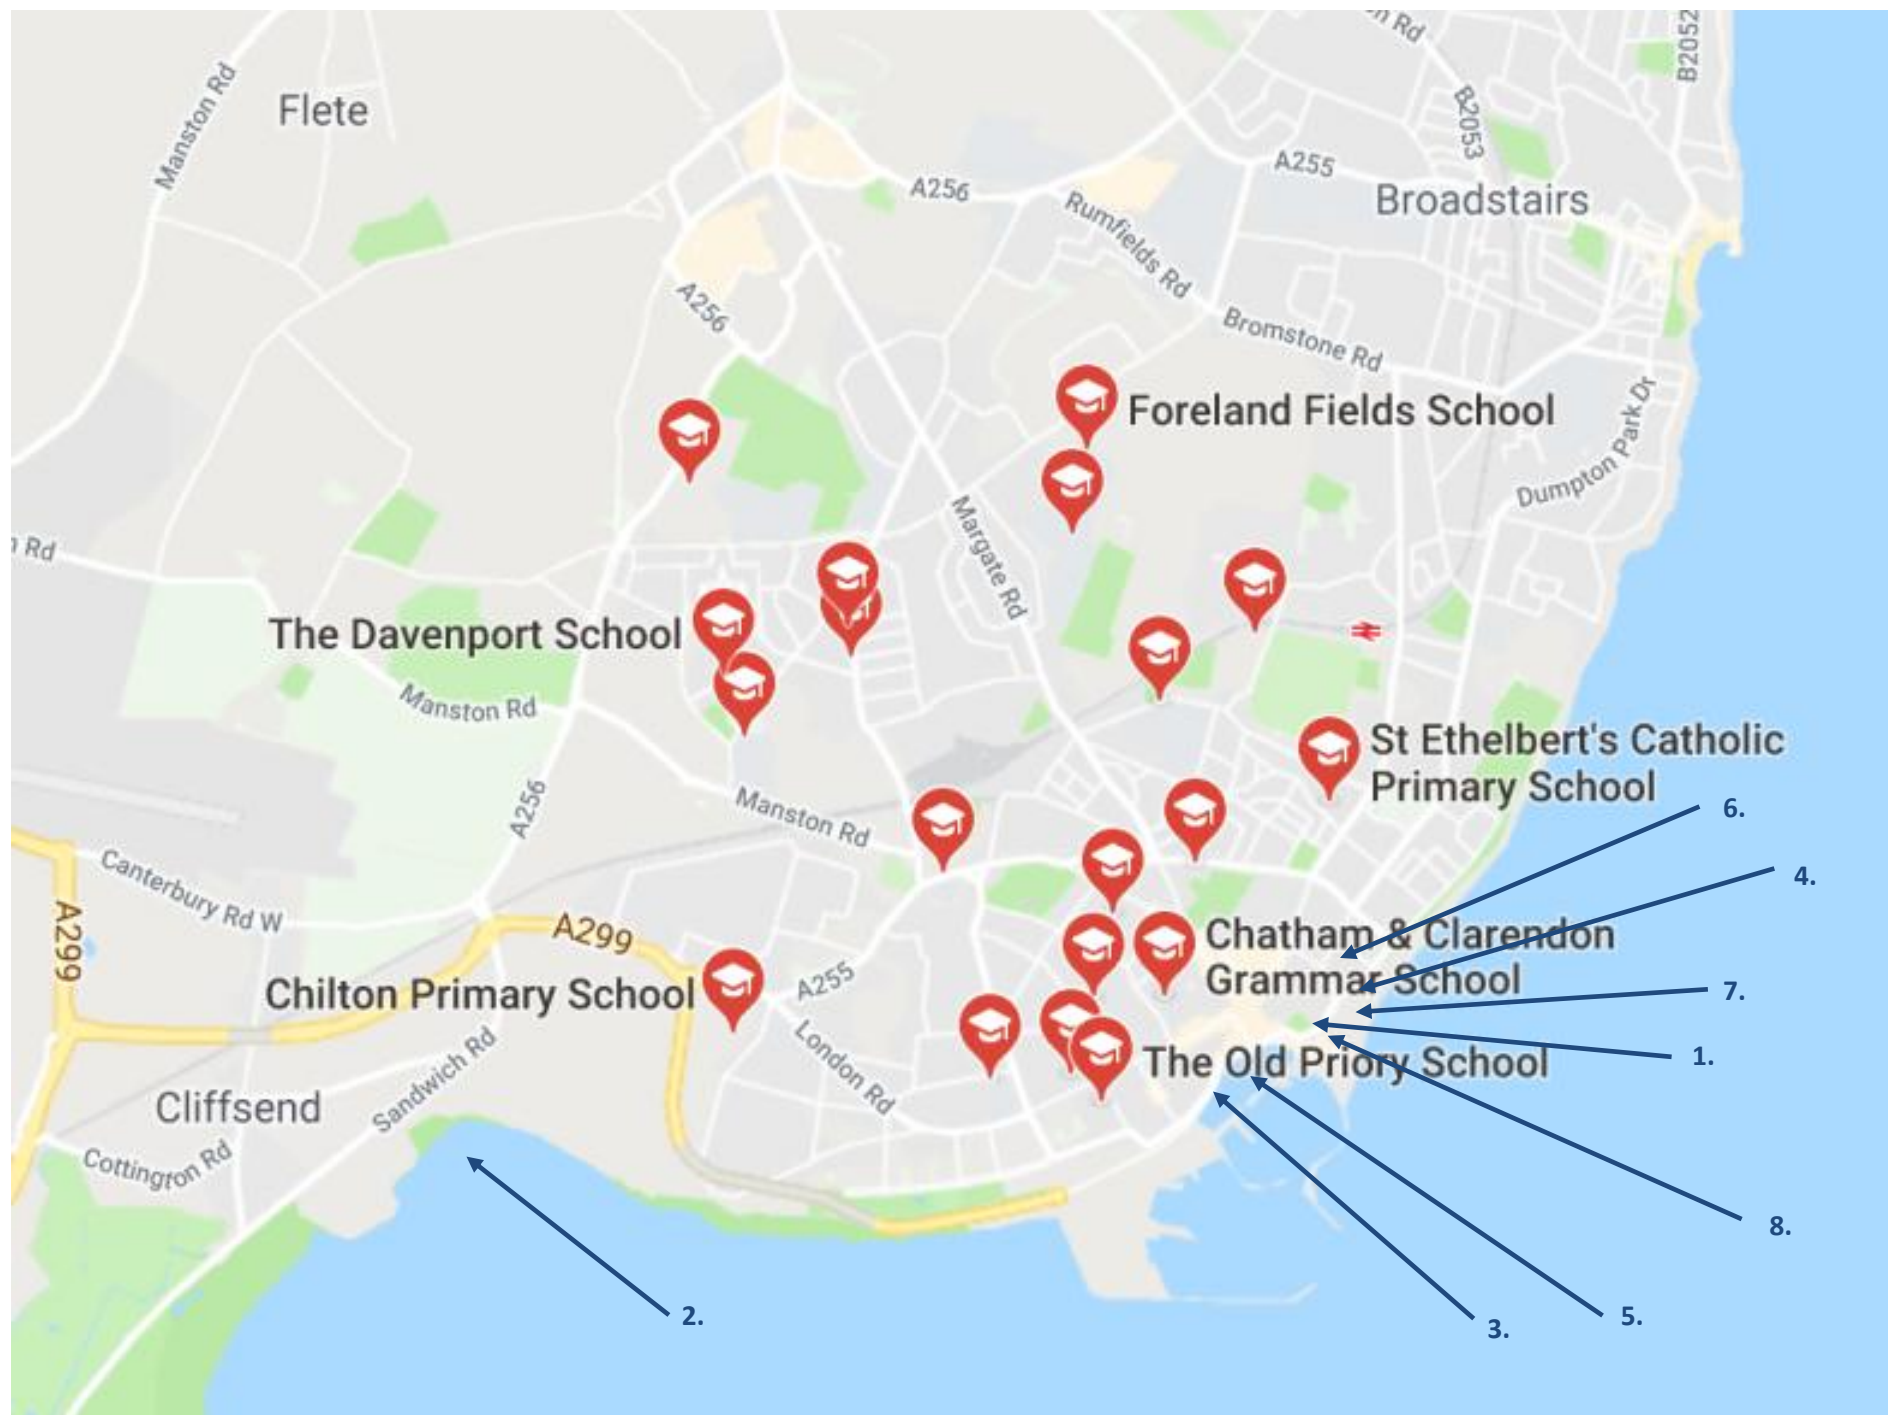 Flete
Manston Rd
A256
Rumfields Rd
A255
B2053
B2052
Broadstairs
A256
Bromstone Rd
Foreland Fields School
Dumpton Park Dr
Margate Rd
The Davenport School
Manston Rd
St Ethelbert's Catholic
Primary School
A256
Manston Rd
6.
Canterbury Rd W
4.
A299
A299
Chatham & Clarendon
Grammar School
Chilton Primary School
A255
7.
London Rd
The Old Priory School
1.
Cliffsend
Sandwich Rd
Cottington Rd
8.
2.
3.
5.